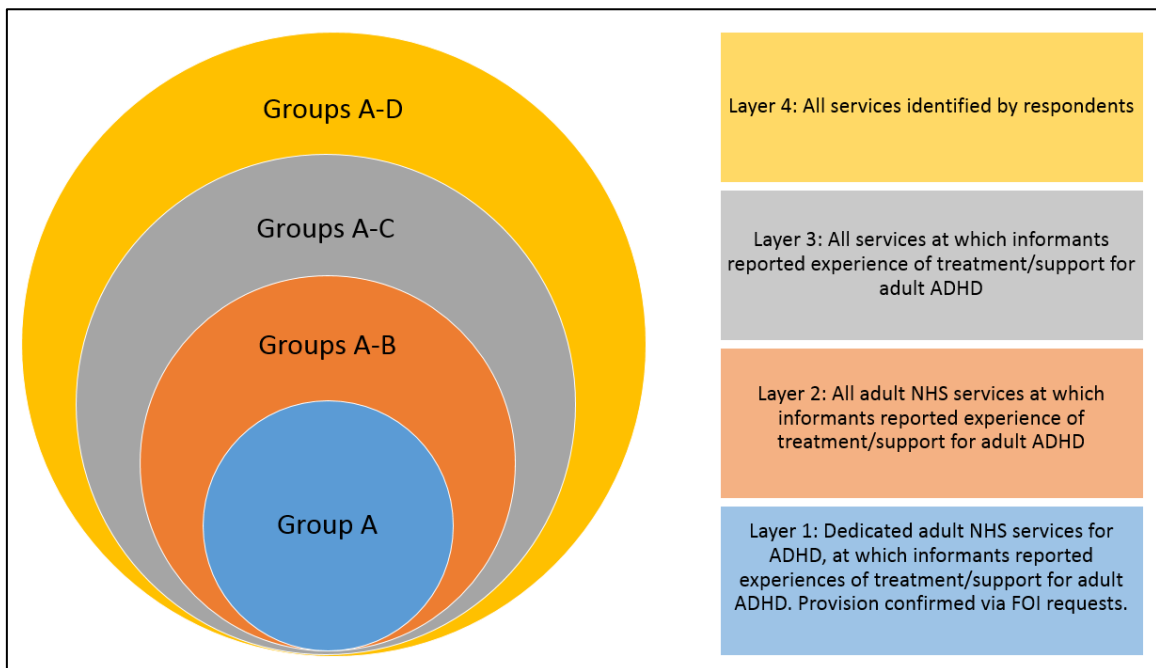 Groups A-D
Groups A-C
Groups A-B
Group A
Layer 4: All services identified by respondents
Layer 3: All services at which informants
reported experience of treatment/support for
adult ADHD
Layer 2: All adult NHS services at which
informants reported experience of
treatment/support for adult ADHD
Layer 1: Dedicated adult NHS services for
ADHD, at which informants reported
experiences of treatment/support for adult
ADHD. Provision confirmed via FOI requests.